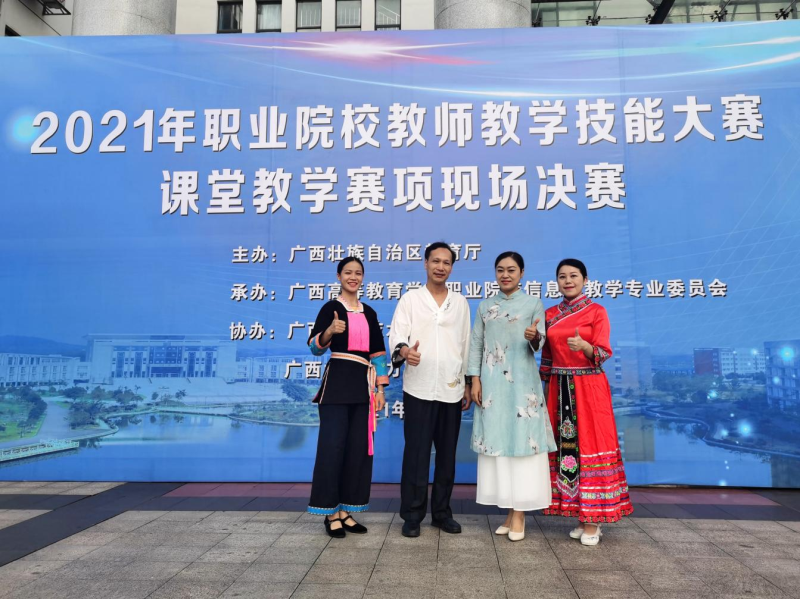 2021年职业院校教师教学技能大赛
课堂教学赛项现场决赛
主办：广西壮族自治区 育厅
承办：广西高等教育学 职业院 信息 教学专业委员会
协办：广
广西
年